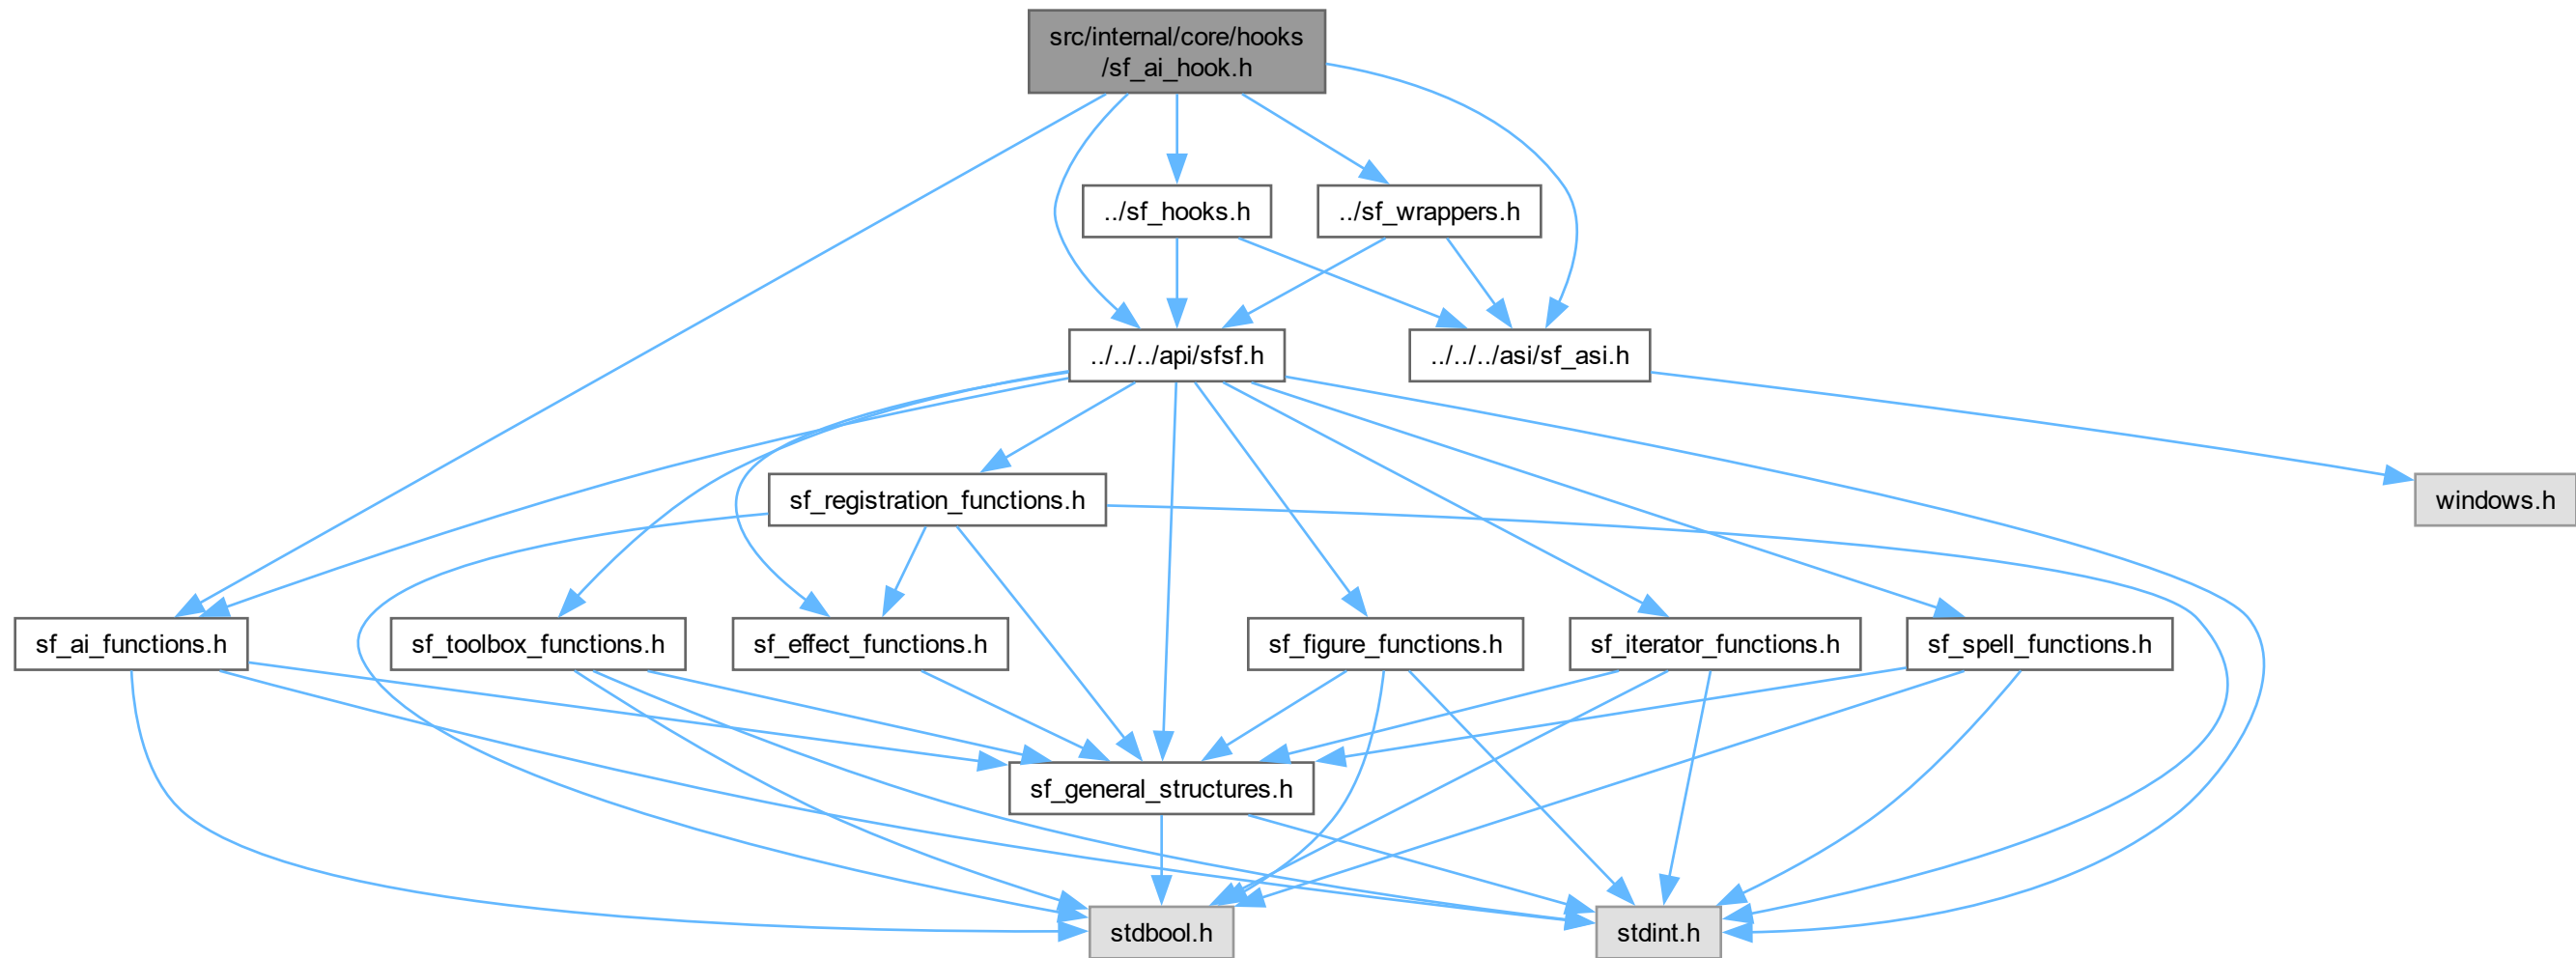 src/internal/core/hooks
/sf_ai_hook.h
../sf_hooks.h
../sf_wrappers.h
../../../api/sfsf.h
../../../asi/sf_asi.h
sf_registration_functions.h
windows.h
sf_ai_functions.h
sf_toolbox_functions.h
sf_effect_functions.h
sf_figure_functions.h
sf_iterator_functions.h
sf_spell_functions.h
sf_general_structures.h
stdbool.h
stdint.h